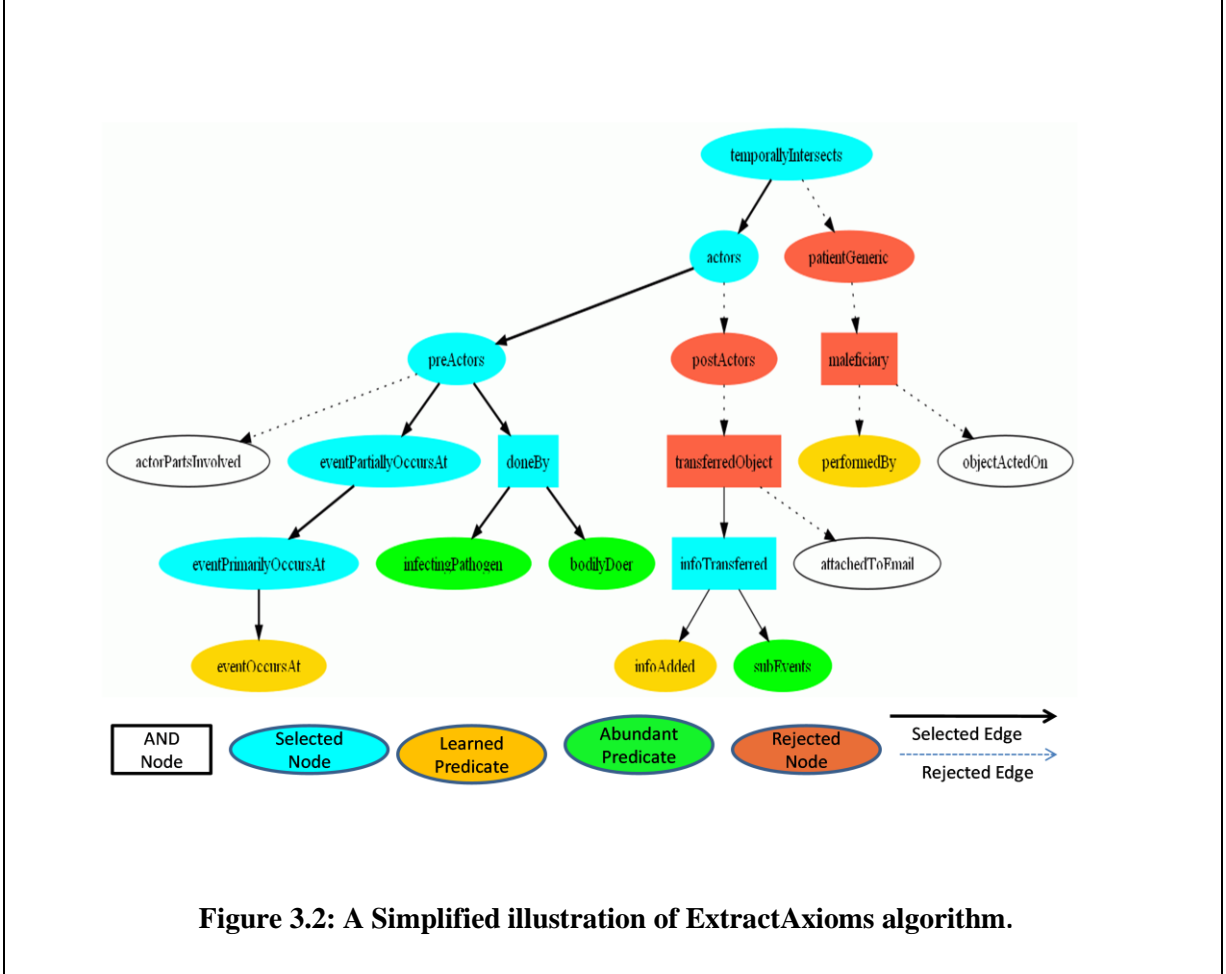 temporallyIntersects
actors
patientGeneric
preActors
postActors
maleficiary
actorPartsInvolved
eventPartiallyOccursAt
doneBy
transferredObject
performedBy
objectActedOn
eventPrimarilyOccursAt
infectingPathogen
bodilyDoer
infoTransferred
attachedToEmail
eventOccursAt
infoAdded
subEvents
AND
Node
Selected
Node
Learned
Predicate
Abundant
Predicate
Rejected
Node
Selected Edge
Rejected Edge
Figure 3.2: A Simplified illustration of ExtractAxioms algorithm.